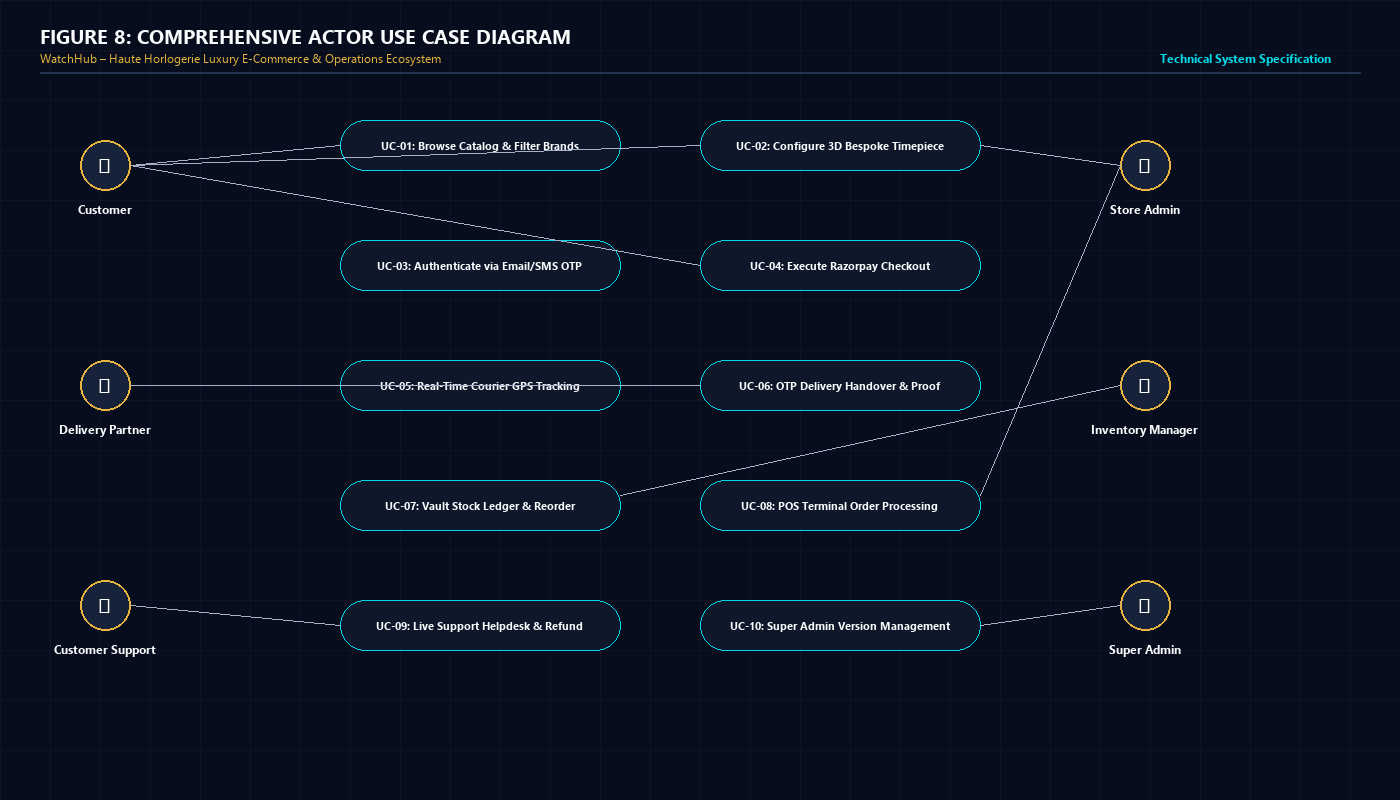 FIGURE 8: COMPREHENSIVE ACTOR USE CASE DIAGRAM
WatchHub – Haute Horlogerie Luxury E-Commerce & Operations Ecosystem
Technical System Specification
UC-01: Browse Catalog & Filter Brands
UC-02: Configure 3D Bespoke Timepiece
Customer
Store Admin
UC-03: Authenticate via Email/SMS OTP
UC-04: Execute Razorpay Checkout
UC-05: Real-Time Courier GPS Tracking
UC-06: OTP Delivery Handover & Proof
Delivery Partner
Inventory Manager
UC-07: Vault Stock Ledger & Reorder
UC-08: POS Terminal Order Processing
UC-09: Live Support Helpdesk & Refund
UC-10: Super Admin Version Management
Customer Support
Super Admin